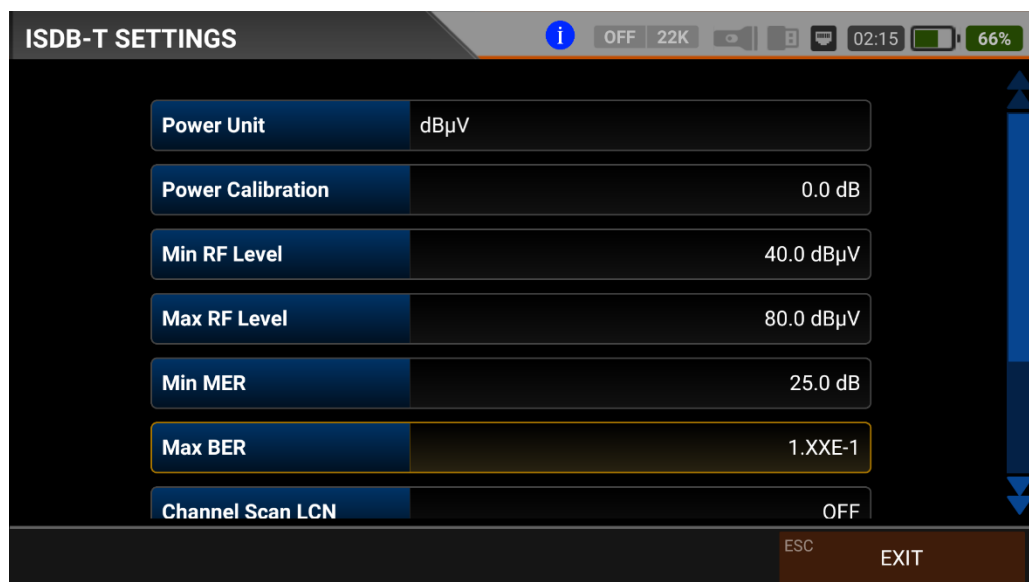 ISDB-T SETTINGS
i OFF 22K 02:15 66%
Power Unit dBµV
Power Calibration 0.0 dB
Min RF Level 40.0 dBµV
Max RF Level 80.0 dBµV
Min MER 25.0 dB
Max BER 1.XXE-1
Channel Scan LCN OFF
ESC EXIT